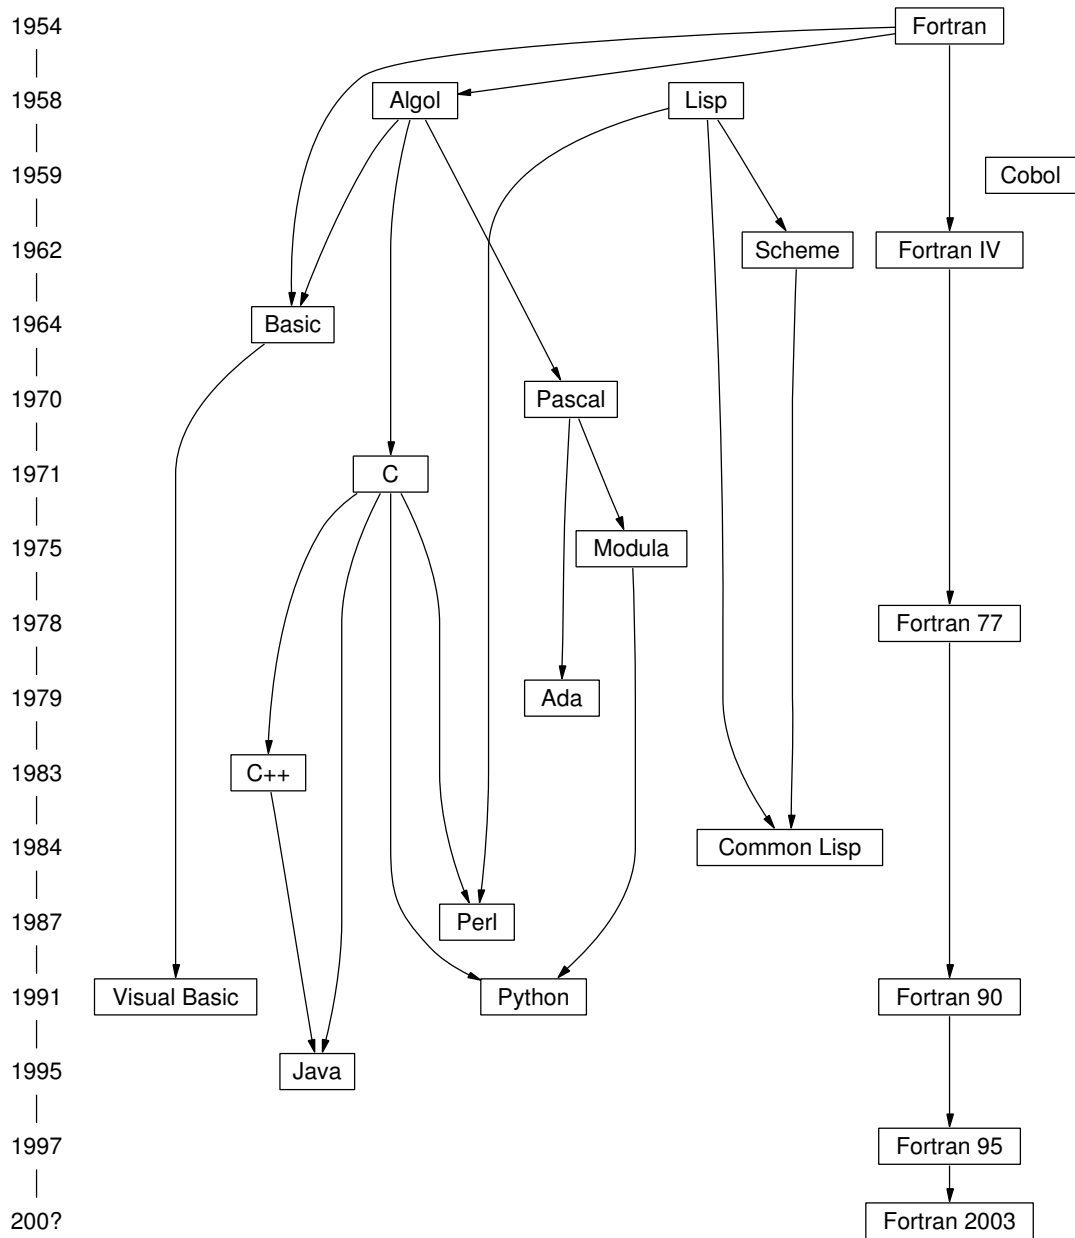 1954 Fortran
1958 Algol Lisp
1959 Cobol
1962 Scheme Fortran IV
1964 Basic
1970 Pascal
1971 C
1975 Modula
1978 Fortran 77
1979 Ada
1983 C++
1984 Common Lisp
1987 Perl
1991 Visual Basic Python Fortran 90
1995 Java
1997 Fortran 95
200? Fortran 2003